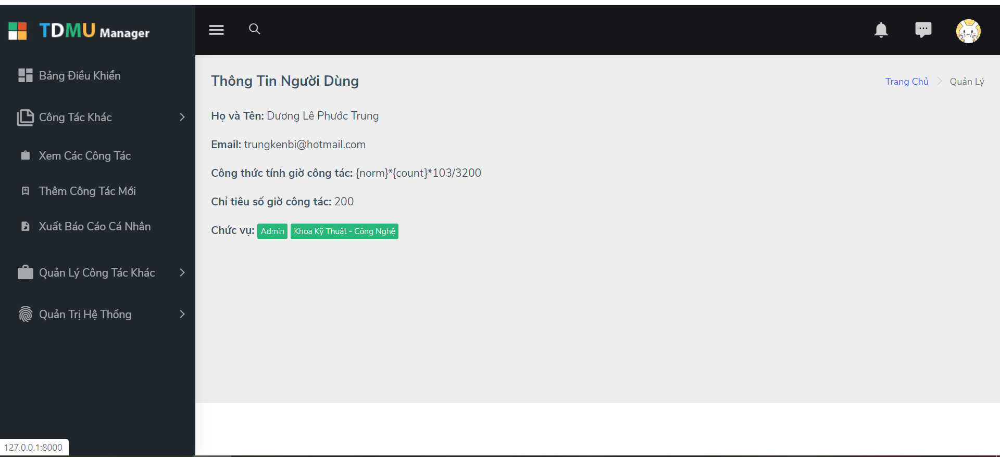 TDMU Manager
Bảng Điều Khiển
Công Tác Khác
Xem Các Công Tác
Thêm Công Tác Mới
Xuất Báo Cáo Cá Nhân
Quản Lý Công Tác Khác
Quản Trị Hệ Thống
Thông Tin Người Dùng
Trang Chủ Quản Lý
Họ và Tên: Dương Lê Phước Trung
Email: trungkenbi@hotmail.com
Công thức tính giờ công tác: {norm}*{count}*103/3200
Chỉ tiêu số giờ công tác: 200
Chức vụ: Admin Khoa Kỹ Thuật - Công Nghệ
127.0.0.1:8000